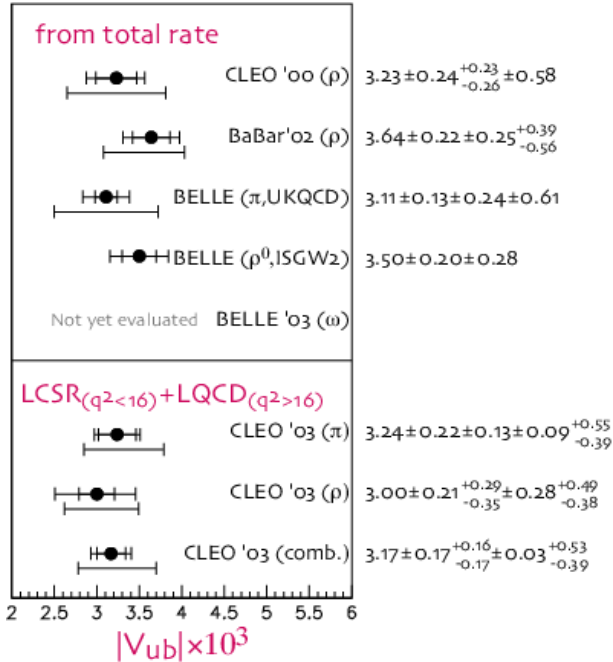 from total rate
CLEO '00 (ρ) 3.23±0.24+0.23-0.26±0.58
BaBar'02 (ρ) 3.64±0.22±0.25+0.39-0.56
BELLE (π,UKQCD) 3.11±0.13±0.24±0.61
BELLE (ρ⁰,ISGW2) 3.50±0.20±0.28
Not yet evaluated BELLE '03 (ω)
LCSR(q²<16)+LQCD(q²>16)
CLEO '03 (π) 3.24±0.22±0.13±0.09+0.55-0.39
CLEO '03 (ρ) 3.00±0.21+0.29-0.35±0.28+0.49-0.38
CLEO '03 (comb.) 3.17±0.17+0.16-0.17±0.03+0.53-0.39
2 2.5 3 3.5 4 4.5 5 5.5 6
|Vub|×10³